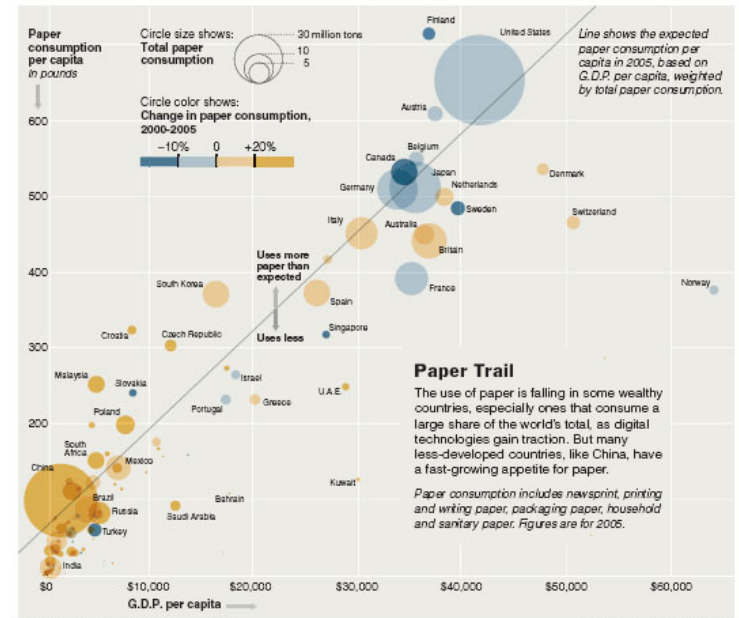 Paper
consumption
per capita
in pounds
Circle size shows:
Total paper
consumption
30 million tons
10
5
Circle color shows:
Change in paper consumption,
2000-2005
−10% 0 +20%
Line shows the expected
paper consumption per
capita in 2005, based on
G.D.P. per capita, weighted
by total paper consumption.
Finland
United States
Austria
600
Belgium
Canada
Japan
Denmark
Germany
Netherlands
500
Sweden
Switzerland
Italy
Australia
Britain
Uses more
paper than
expected
400
South Korea
France
Norway
Spain
Singapore
Croatia
Czech Republic
Uses less
300
Malaysia
Slovakia
Israel
U.A.E.
Portugal
Greece
Poland
200
South
Africa
Mexico
China
Kuwait
Brazil
Bahrain
Russia
Saudi Arabia
Turkey
India
Paper Trail
The use of paper is falling in some wealthy
countries, especially ones that consume a
large share of the world's total, as digital
technologies gain traction. But many
less-developed countries, like China, have
a fast-growing appetite for paper.
Paper consumption includes newsprint, printing
and writing paper, packaging paper, household
and sanitary paper. Figures are for 2005.
$0 $10,000 $20,000 $30,000 $40,000 $50,000 $60,000
G.D.P. per capita